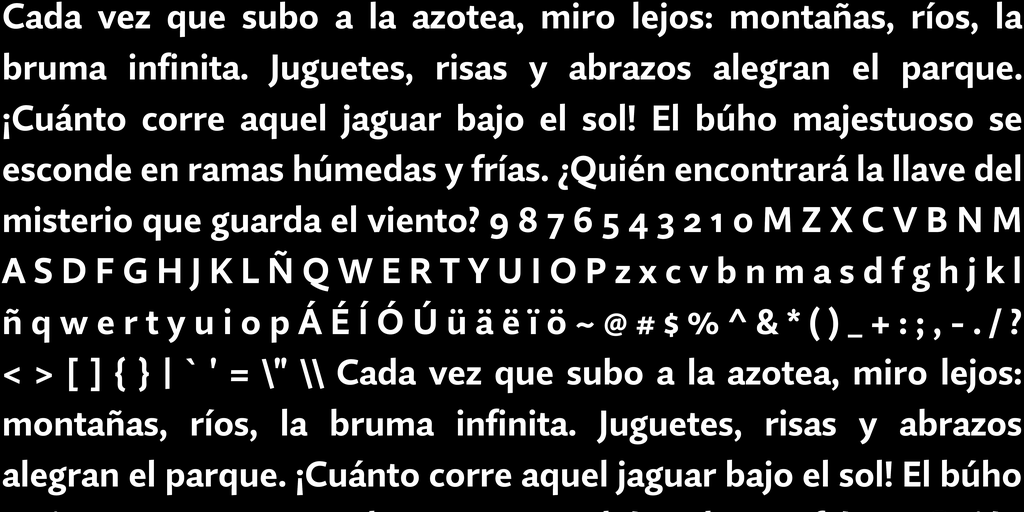 Cada vez que subo a la azotea, miro lejos: montañas, ríos, la
bruma infinita. Juguetes, risas y abrazos alegran el parque.
¡Cuánto corre aquel jaguar bajo el sol! El búho majestuoso se
esconde en ramas húmedas y frías. ¿Quién encontrará la llave del
misterio que guarda el viento? 9 8 7 6 5 4 3 2 1 0 M Z X C V B N M
A S D F G H J K L Ñ Q W E R T Y U I O P z x c v b n m a s d f g h j k l
ñ q w e r t y u i o p Á É Í Ó Ú ü ä ë ï ö ~ @ # $ % ^ & * ( ) _ + : ; , - . / ?
< > [ ] { } | ` ' = \" \\ Cada vez que subo a la azotea, miro lejos:
montañas, ríos, la bruma infinita. Juguetes, risas y abrazos
alegran el parque. ¡Cuánto corre aquel jaguar bajo el sol! El búho